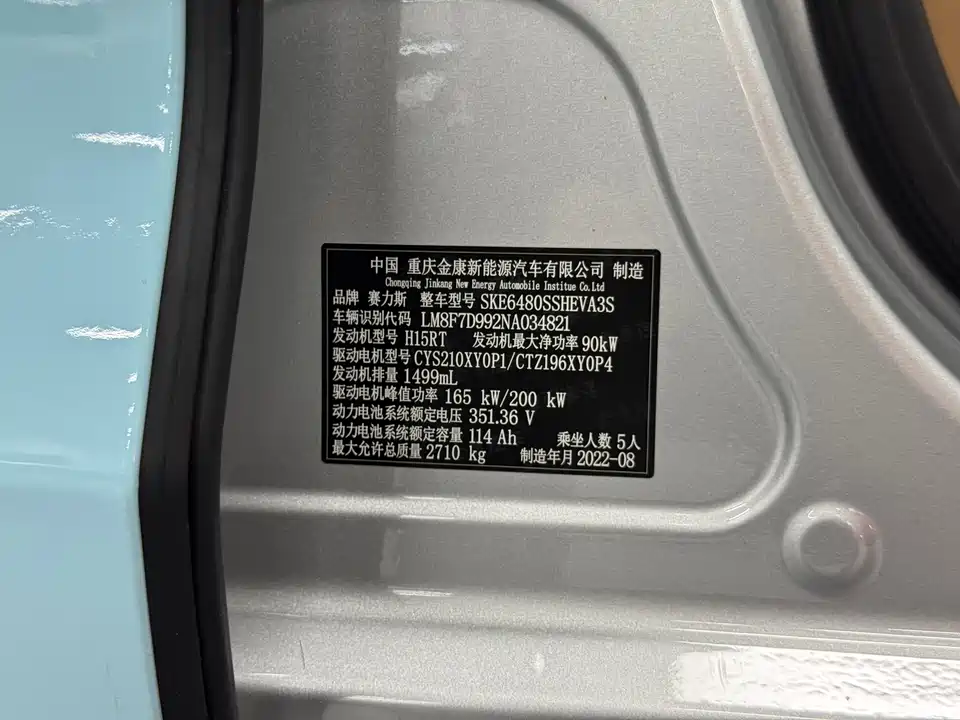 中国 重庆金康新能源汽车有限公司 制造
Chongqing Jinkang New Energy Automobile Institue Co.Ltd
品牌 赛力斯 整车型号 SKE6480SSHEVA3S
车辆识别代码 LM8F7D992NA034821
发动机型号 H15RT 发动机最大净功率 90kW
驱动电机型号 CYS210XY0P1/CTZ196XY0P4
发动机排量 1499mL
驱动电机峰值功率 165 kW/200 kW
动力电池系统额定电压 351.36 V
动力电池系统额定容量 114 Ah 乘坐人数 5人
最大允许总质量 2710 kg 制造年月 2022-08